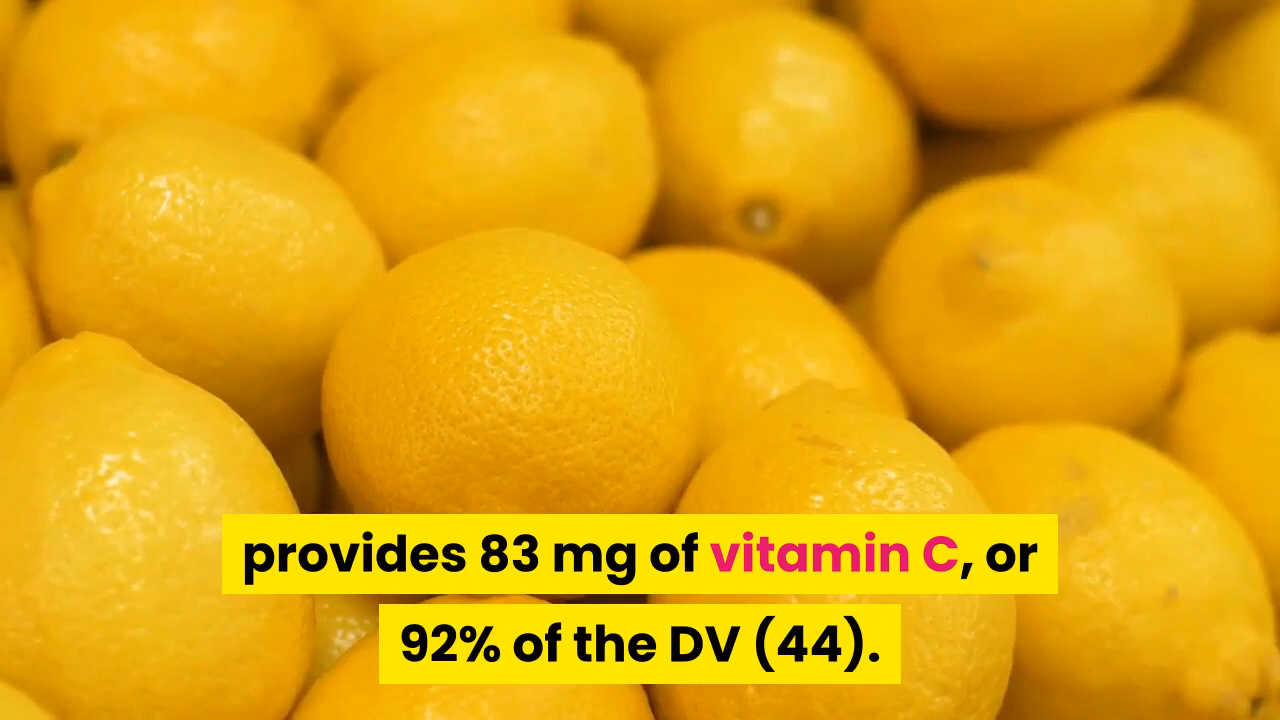 provides 83 mg of vitamin C, or
92% of the DV (44).